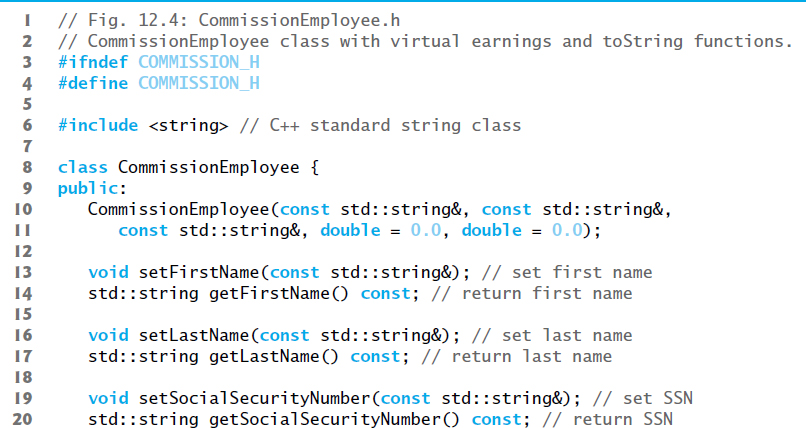 1 // Fig. 12.4: CommissionEmployee.h
2 // CommissionEmployee class with virtual earnings and toString functions.
3 #ifndef COMMISSION_H
4 #define COMMISSION_H
5
6 #include <string> // C++ standard string class
7
8 class CommissionEmployee {
9 public:
10    CommissionEmployee(const std::string&, const std::string&,
11       const std::string&, double = 0.0, double = 0.0);
12
13    void setFirstName(const std::string&); // set first name
14    std::string getFirstName() const; // return first name
15
16    void setLastName(const std::string&); // set last name
17    std::string getLastName() const; // return last name
18
19    void setSocialSecurityNumber(const std::string&); // set SSN
20    std::string getSocialSecurityNumber() const; // return SSN